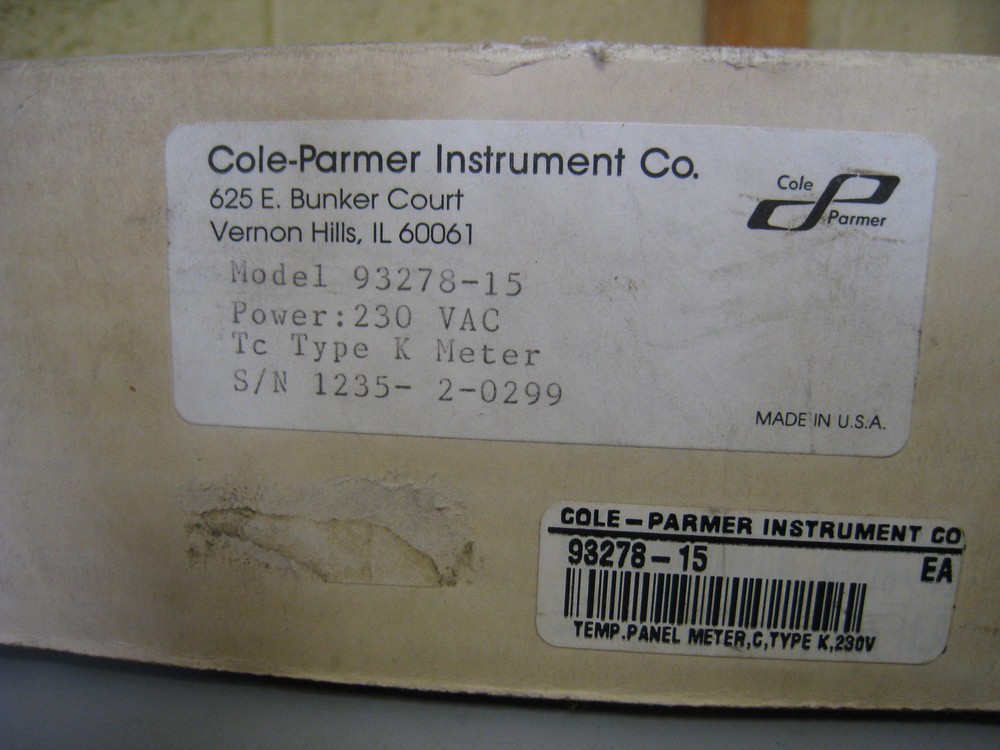 Cole-Parmer Instrument Co.
625 E. Bunker Court
Vernon Hills, IL 60061
Cole
Parmer
Model 93278-15
Power:230 VAC
Tc Type K Meter
S/N 1235- 2-0299
MADE IN U.S.A.
COLE-PARMER INSTRUMENT CO
93278-15
EA
TEMP.PANEL METER,C,TYPE K,230V